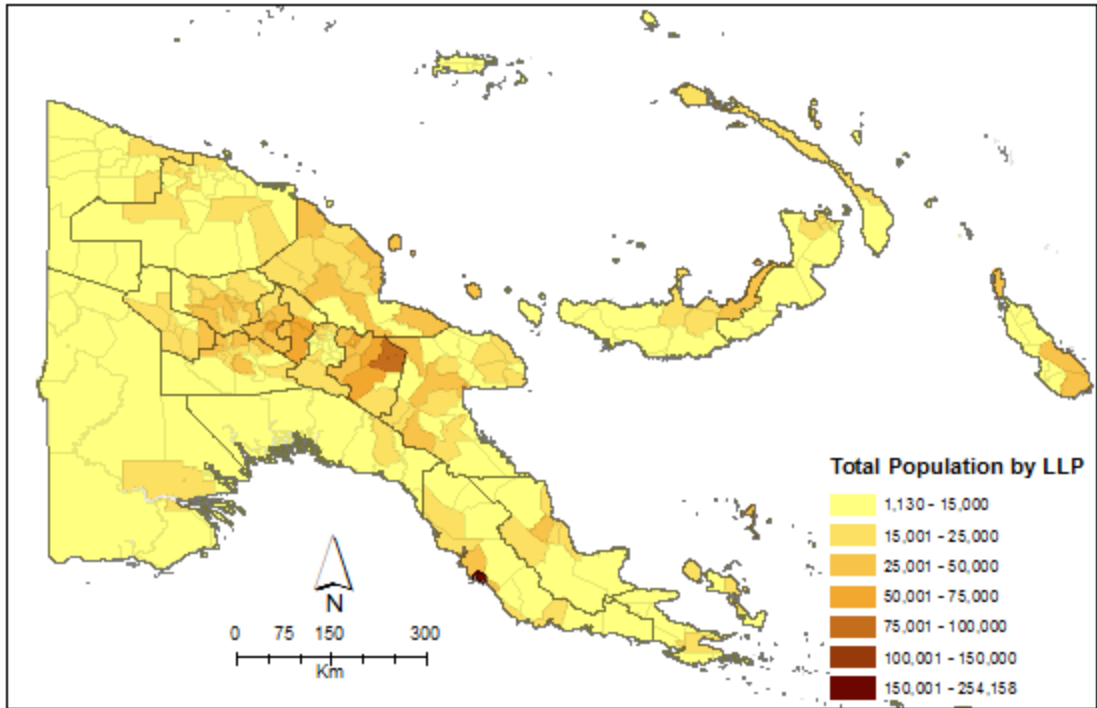 Total Population by LLP
1,130 - 15,000
15,001 - 25,000
25,001 - 50,000
50,001 - 75,000
75,001 - 100,000
100,001 - 150,000
150,001 - 254,158
N
0 75 150 300
Km